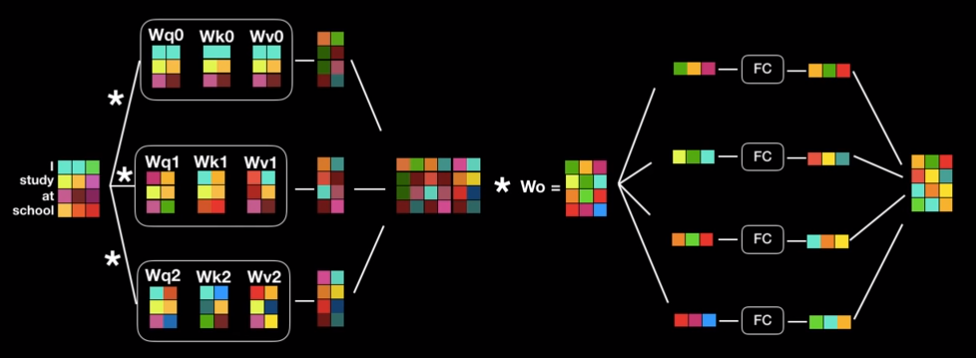 Wq0 Wk0 Wv0
*
I
study
at
school
*
Wq1 Wk1 Wv1
*
Wq2 Wk2 Wv2
* Wo =
FC
FC
FC
FC